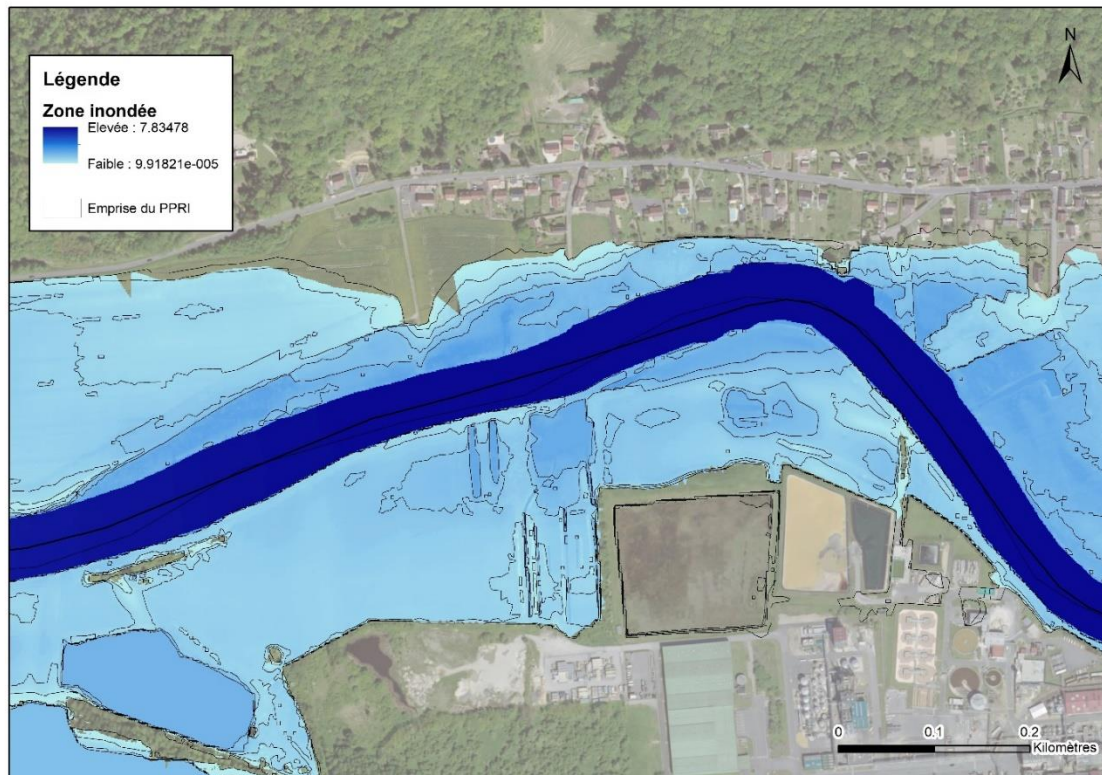 Légende
Zone inondée
Elevée : 7.83478
Faible : 9.91821e-005
Emprise du PPRI
N
0 0.1 0.2
Kilomètres